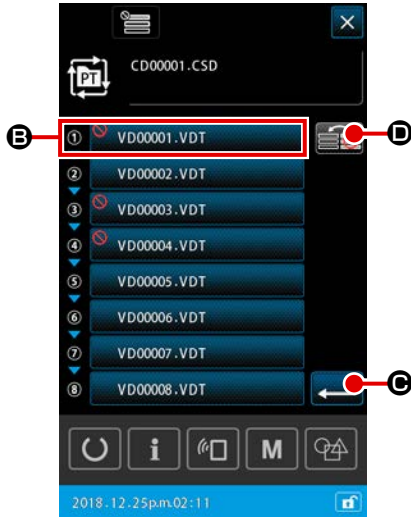 PT
CD00001.CSD
B
① VD00001.VDT
D
② VD00002.VDT
③ VD00003.VDT
④ VD00004.VDT
⑤ VD00005.VDT
⑥ VD00006.VDT
⑦ VD00007.VDT
⑧ VD00008.VDT
C
i M
2018.12.25p.m.02:11